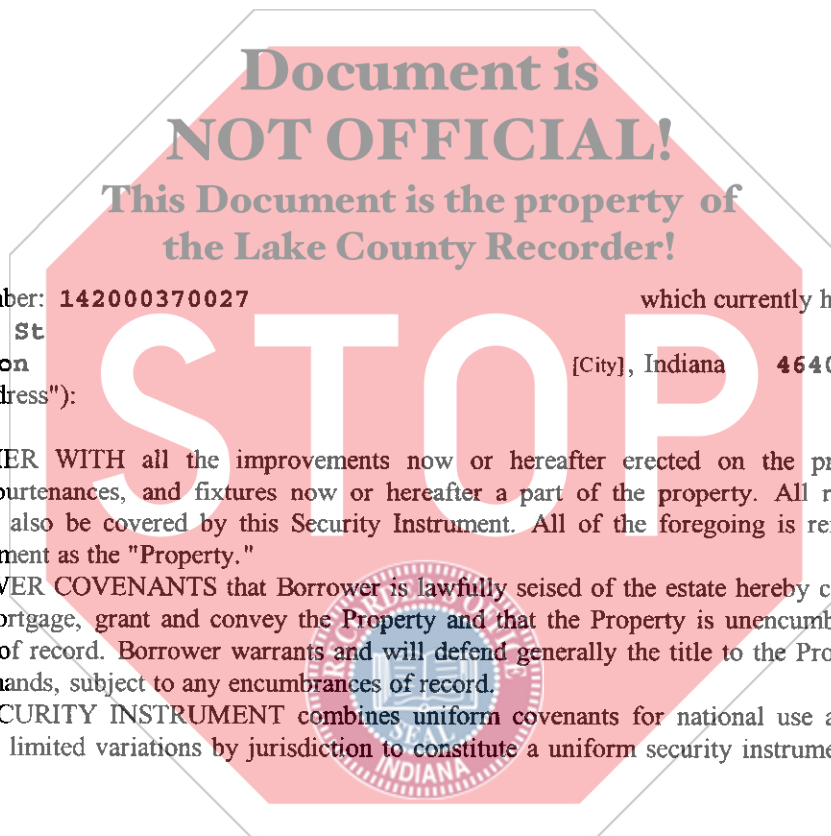 Document is
NOT OFFICIAL!
This Document is the property of
the Lake County Recorder!
ber: 142000370027 which currently h
St
on [City], Indiana 4640
dress"):
STOP
ER WITH all the improvements now or hereafter erected on the pr
purtenances, and fixtures now or hereafter a part of the property. All r
also be covered by this Security Instrument. All of the foregoing is re
ment as the "Property."
WER COVENANTS that Borrower is lawfully seised of the estate hereby c
ortgage, grant and convey the Property and that the Property is unencumb
of record. Borrower warrants and will defend generally the title to the Pro
nands, subject to any encumbrances of record.
CURITY INSTRUMENT combines uniform covenants for national use a
limited variations by jurisdiction to constitute a uniform security instrume
RECORDER'S OFFICE
SEAL
INDIANA